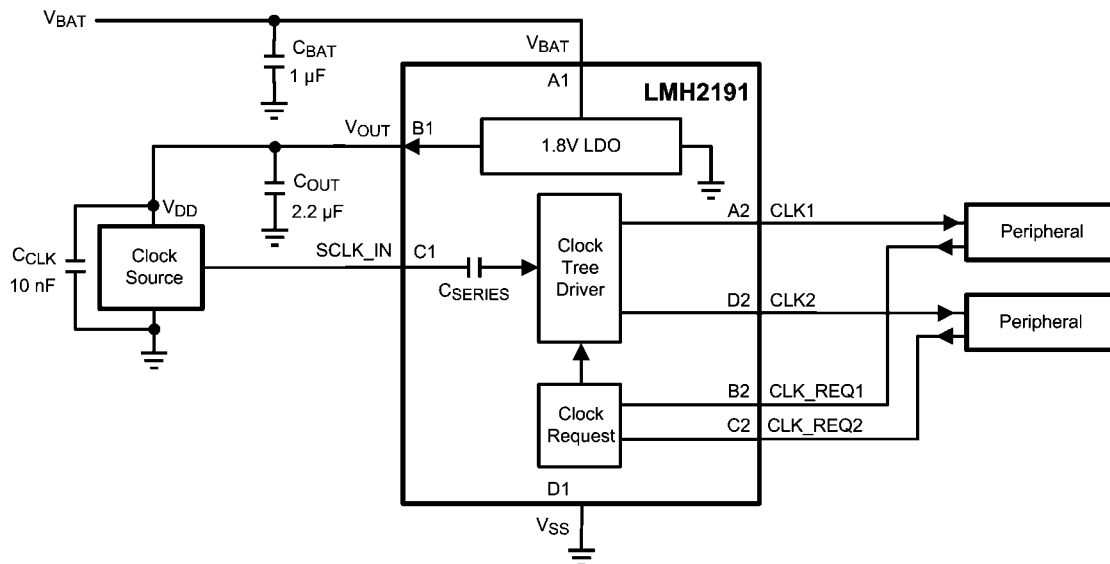 VBAT
CBAT
1 µF
VBAT
A1
LMH2191
VOUT
B1
1.8V LDO
COUT
2.2 µF
VDD
CCLK
10 nF
Clock
Source
SCLK_IN
C1
CSERIES
Clock
Tree
Driver
A2
CLK1
Peripheral
D2
CLK2
Peripheral
Clock
Request
B2
CLK_REQ1
C2
CLK_REQ2
D1
VSS